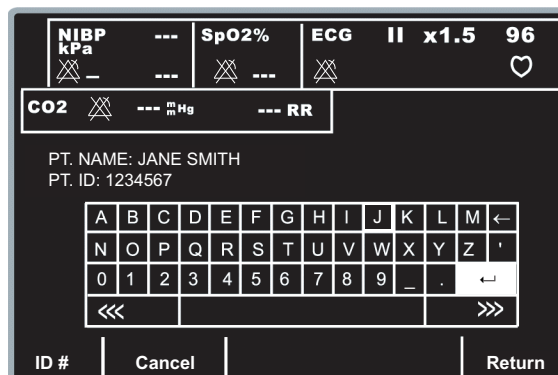 NIBP --- SpO2% ECG II x1.5 96
kPa
– --- ---
CO2 --- mmHg --- RR
PT. NAME: JANE SMITH
PT. ID: 1234567
A B C D E F G H I J K L M ←
N O P Q R S T U V W X Y Z '
0 1 2 3 4 5 6 7 8 9 _ . ↵
<<< >>>
ID # Cancel Return